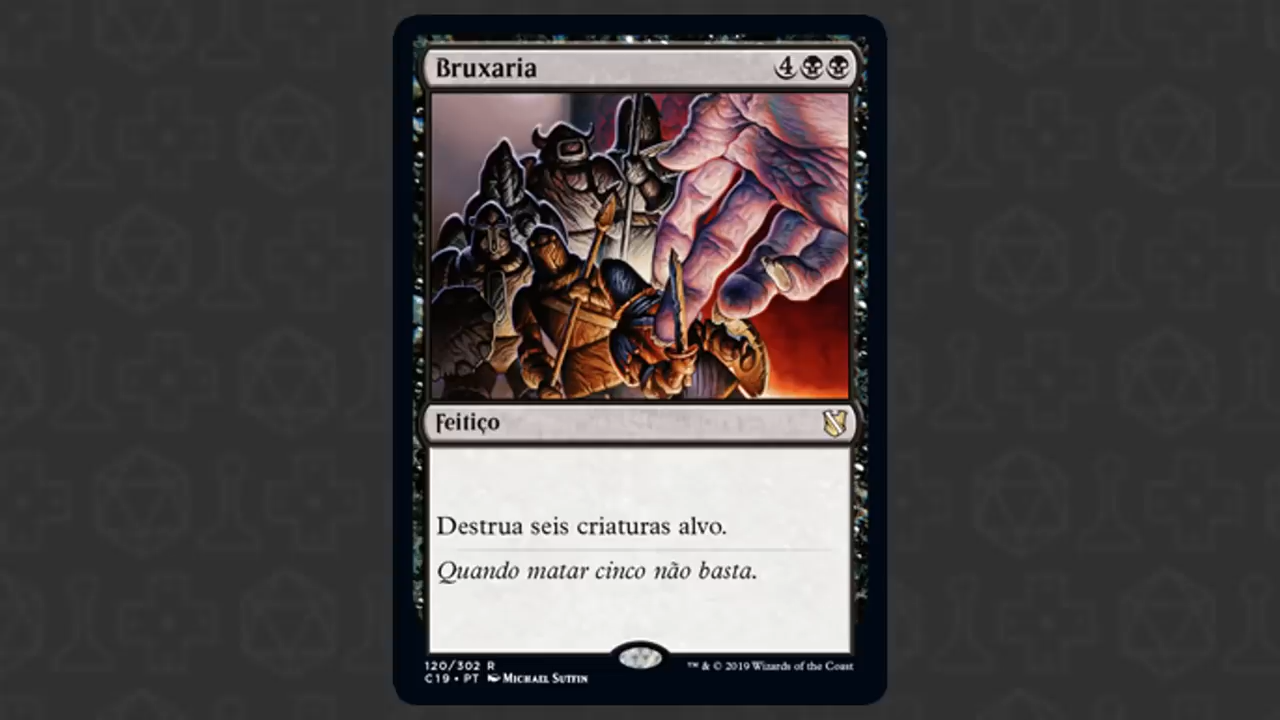 Bruxaria 4
Feitiço
Destrua seis criaturas alvo.
Quando matar cinco não basta.
120/302 R
™ & © 2019 Wizards of the Coast
C19 • PT Michael Sutfin